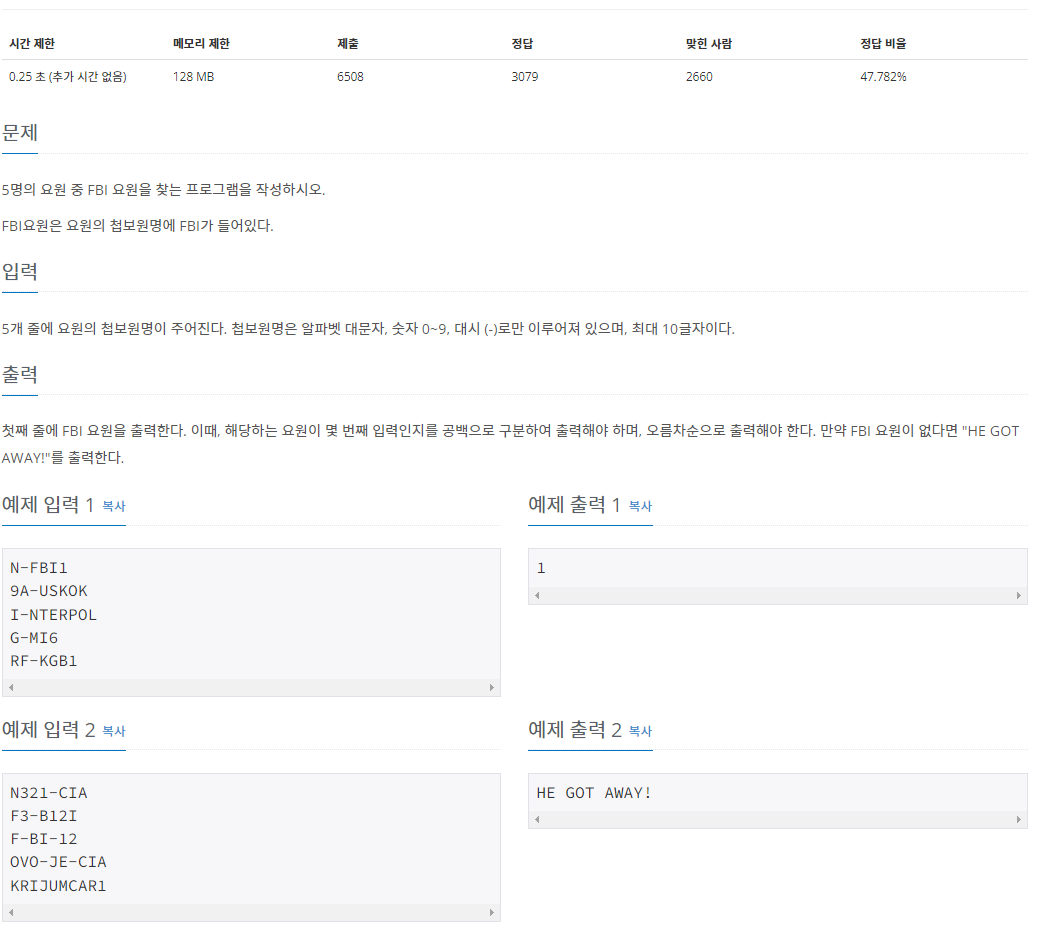 시간 제한 메모리 제한 제출 정답 맞힌 사람 정답 비율
0.25 초 (추가 시간 없음) 128 MB 6508 3079 2660 47.782%
문제
5명의 요원 중 FBI 요원을 찾는 프로그램을 작성하시오.
FBI요원은 요원의 첩보원명에 FBI가 들어있다.
입력
5개 줄에 요원의 첩보원명이 주어진다. 첩보원명은 알파벳 대문자, 숫자 0~9, 대시 (-)로만 이루어져 있으며, 최대 10글자이다.
출력
첫째 줄에 FBI 요원을 출력한다. 이때, 해당하는 요원이 몇 번째 입력인지를 공백으로 구분하여 출력해야 하며, 오름차순으로 출력해야 한다. 만약 FBI 요원이 없다면 "HE GOT
AWAY!"를 출력한다.
예제 입력 1 복사
N-FBI1
9A-USKOK
I-NTERPOL
G-MI6
RF-KGB1
예제 출력 1 복사
1
예제 입력 2 복사
N321-CIA
F3-B12I
F-BI-12
OVO-JE-CIA
KRIJUMCAR1
예제 출력 2 복사
HE GOT AWAY!